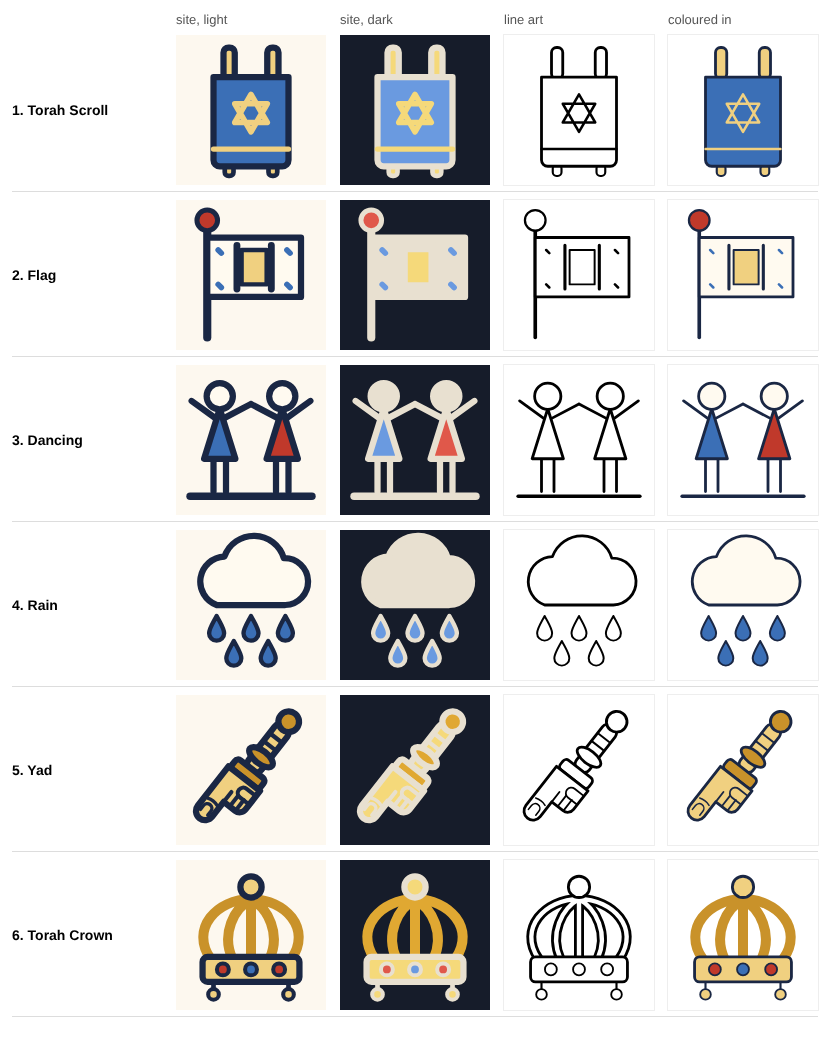 site, light
site, dark
line art
coloured in
1. Torah Scroll
2. Flag
3. Dancing
4. Rain
5. Yad
6. Torah Crown